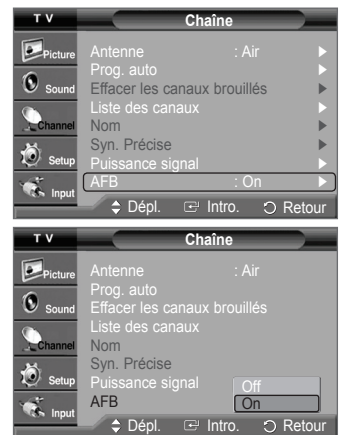 T V
Chaîne
Picture
Sound
Channel
Setup
Input
Antenne : Air
Prog. auto
Effacer les canaux brouillés
Liste des canaux
Nom
Syn. Précise
Puissance signal
AFB : On
Dépl. Intro. Retour
T V
Chaîne
Picture
Sound
Channel
Setup
Input
Antenne : Air
Prog. auto
Effacer les canaux brouillés
Liste des canaux
Nom
Syn. Précise
Puissance signal
AFB
Off
On
Dépl. Intro. Retour